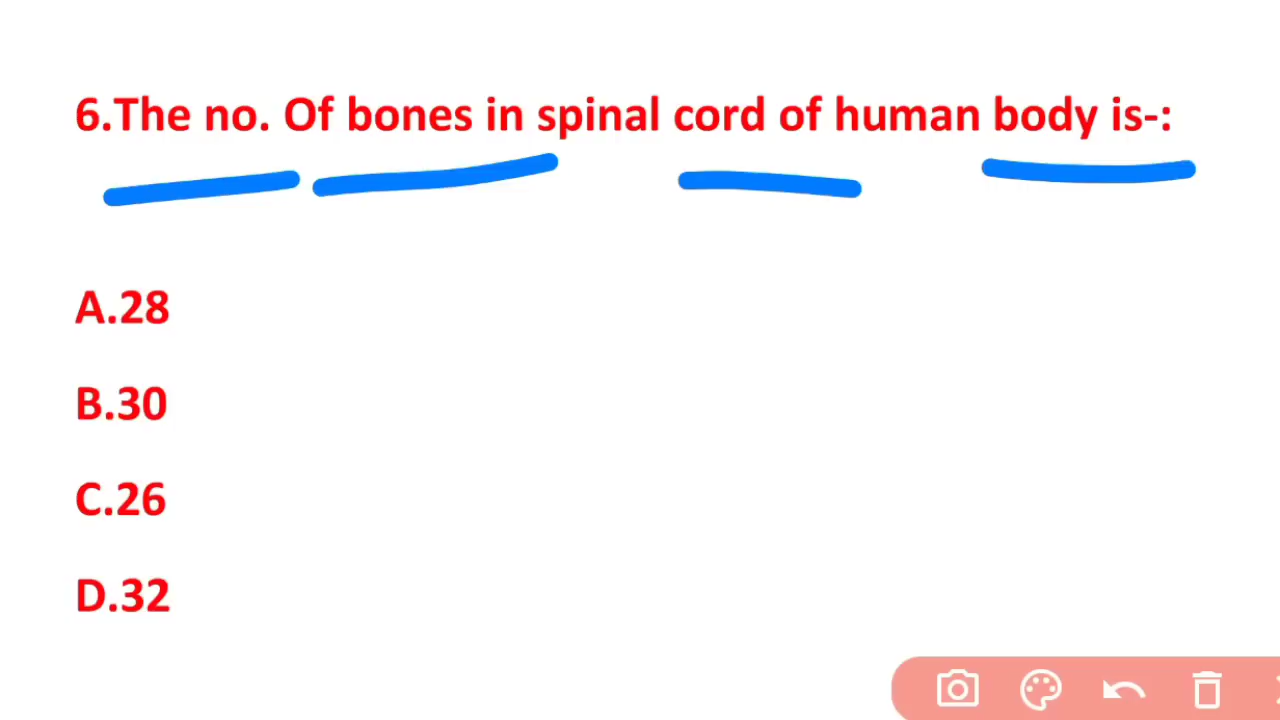 6.The no. Of bones in spinal cord of human body is-:
A.28
B.30
C.26
D.32